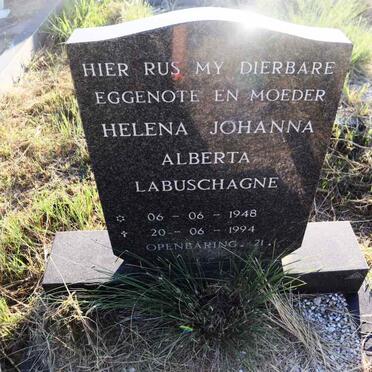 HIER RUS MY DIERBARE
EGGENOTE EN MOEDER
HELENA JOHANNA
ALBERTA
LABUSCHAGNE
✡ 06 - 06 - 1948
✝ 20 - 06 - 1994
OPENBARING 21